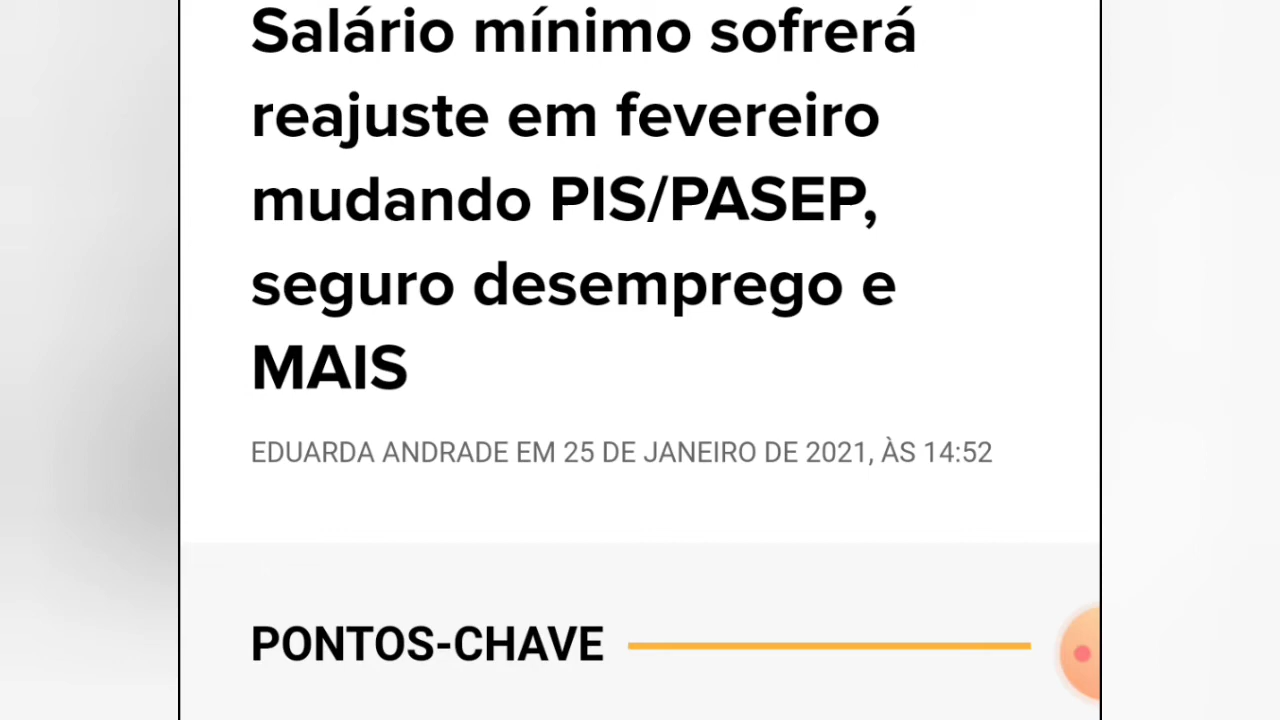 Salário mínimo sofrerá
reajuste em fevereiro
mudando PIS/PASEP,
seguro desemprego e
MAIS
EDUARDA ANDRADE EM 25 DE JANEIRO DE 2021, ÀS 14:52
PONTOS-CHAVE